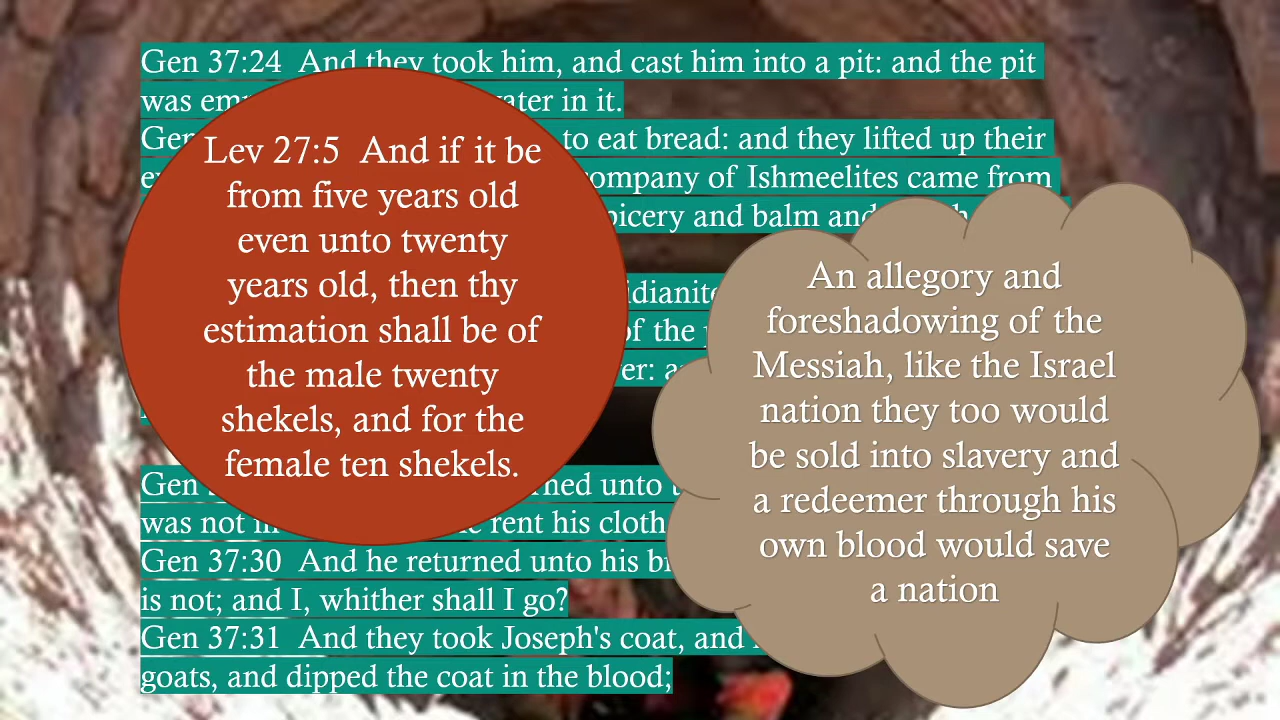 Gen 37:24 And they took him, and cast him into a pit: and the pit
was ater in it.
to eat bread: and they lifted up their
ompany of Ishmeelites came from
picery and balm and
idianite
of the
er:
Gen rned unto
was not rent his cloth
Gen 37:30 And he returned unto his
is not; and I, whither shall I go?
Gen 37:31 And they took Joseph's coat, and
goats, and dipped the coat in the blood;
Lev 27:5 And if it be
from five years old
even unto twenty
years old, then thy
estimation shall be of
the male twenty
shekels, and for the
female ten shekels.
An allegory and
foreshadowing of the
Messiah, like the Israel
nation they too would
be sold into slavery and
a redeemer through his
own blood would save
a nation